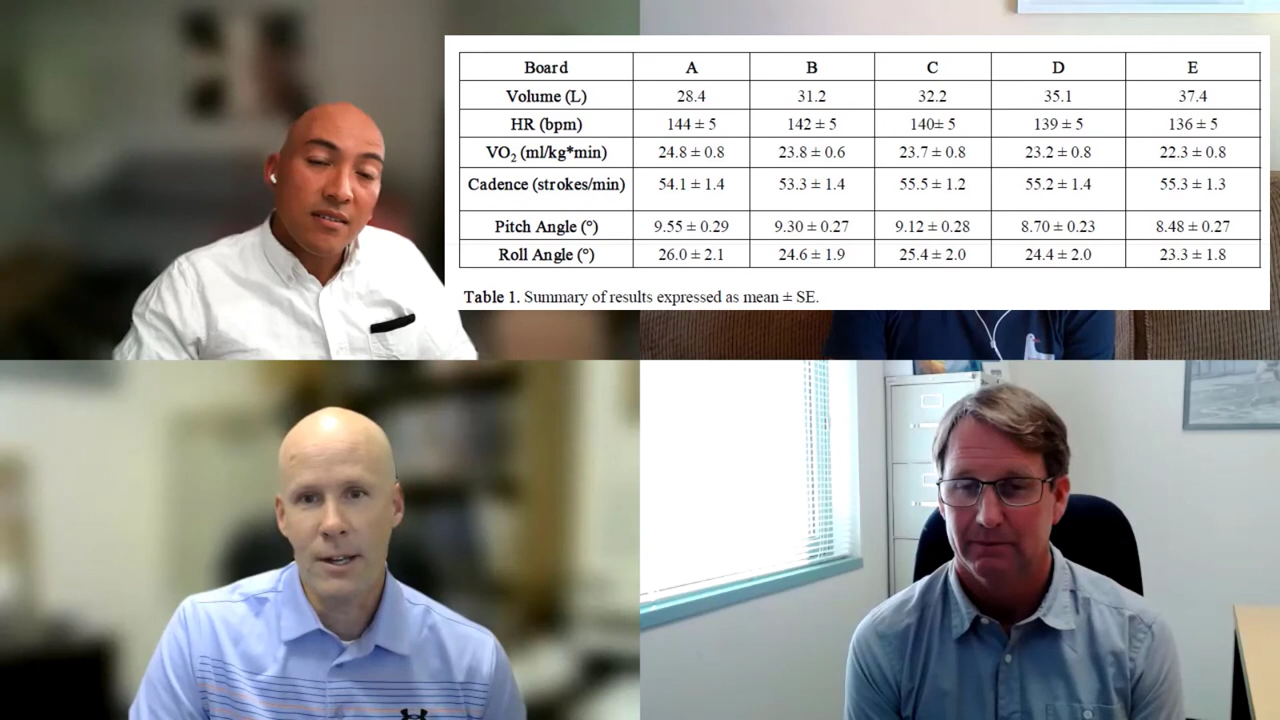 Board A B C D E
Volume (L) 28.4 31.2 32.2 35.1 37.4
HR (bpm) 144 ± 5 142 ± 5 140± 5 139 ± 5 136 ± 5
VO₂ (ml/kg*min) 24.8 ± 0.8 23.8 ± 0.6 23.7 ± 0.8 23.2 ± 0.8 22.3 ± 0.8
Cadence (strokes/min) 54.1 ± 1.4 53.3 ± 1.4 55.5 ± 1.2 55.2 ± 1.4 55.3 ± 1.3
Pitch Angle (°) 9.55 ± 0.29 9.30 ± 0.27 9.12 ± 0.28 8.70 ± 0.23 8.48 ± 0.27
Roll Angle (°) 26.0 ± 2.1 24.6 ± 1.9 25.4 ± 2.0 24.4 ± 2.0 23.3 ± 1.8
Table 1. Summary of results expressed as mean ± SE.